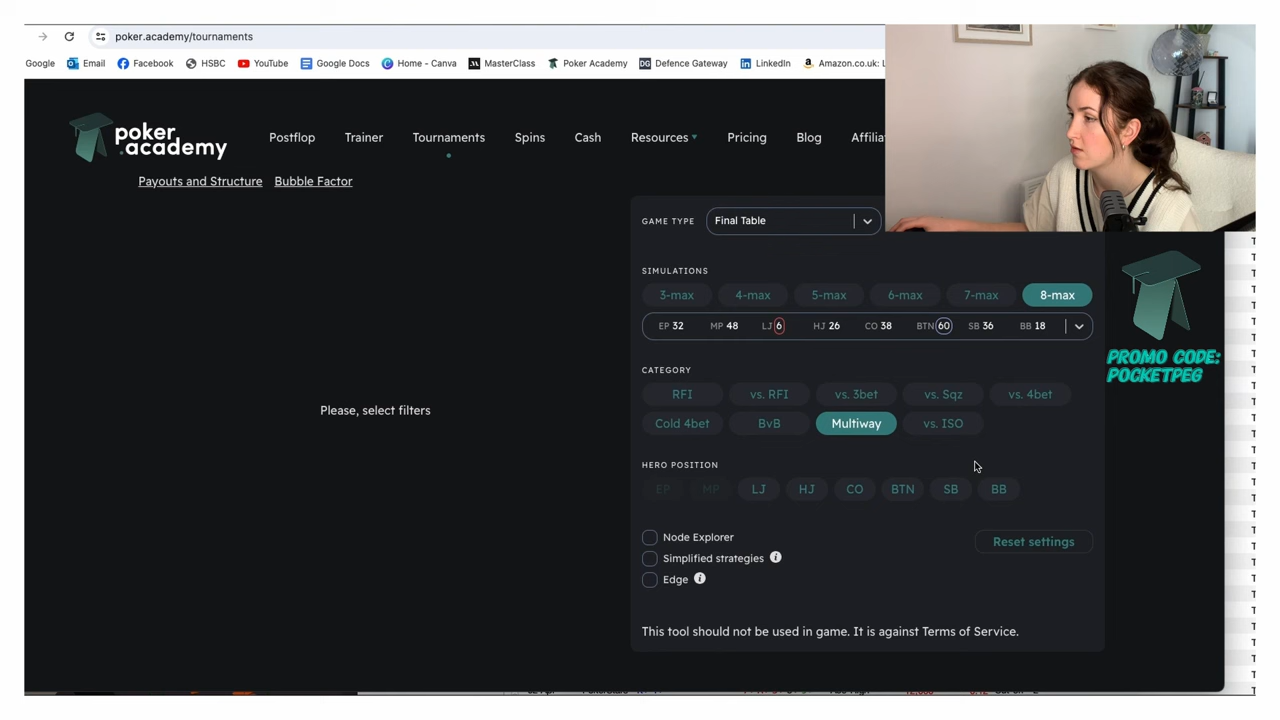 poker.academy/tournaments
Google Email Facebook HSBC YouTube Google Docs Home - Canva MasterClass Poker Academy Defence Gateway LinkedIn Amazon.co.uk: L
poker
.academy
Postflop Trainer Tournaments Spins Cash Resources Pricing Blog Affilia
Payouts and Structure Bubble Factor
GAME TYPE Final Table
SIMULATIONS
3-max 4-max 5-max 6-max 7-max 8-max
EP 32 MP 48 LJ 6 HJ 26 CO 38 BTN 60 SB 36 BB 18
PROMO CODE:
POCKETPEG
CATEGORY
RFI vs. RFI vs. 3bet vs. Sqz vs. 4bet
Please, select filters
Cold 4bet BvB Multiway vs. ISO
HERO POSITION
EP MP LJ HJ CO BTN SB BB
Node Explorer
Reset settings
Simplified strategies
Edge
This tool should not be used in game. It is against Terms of Service.